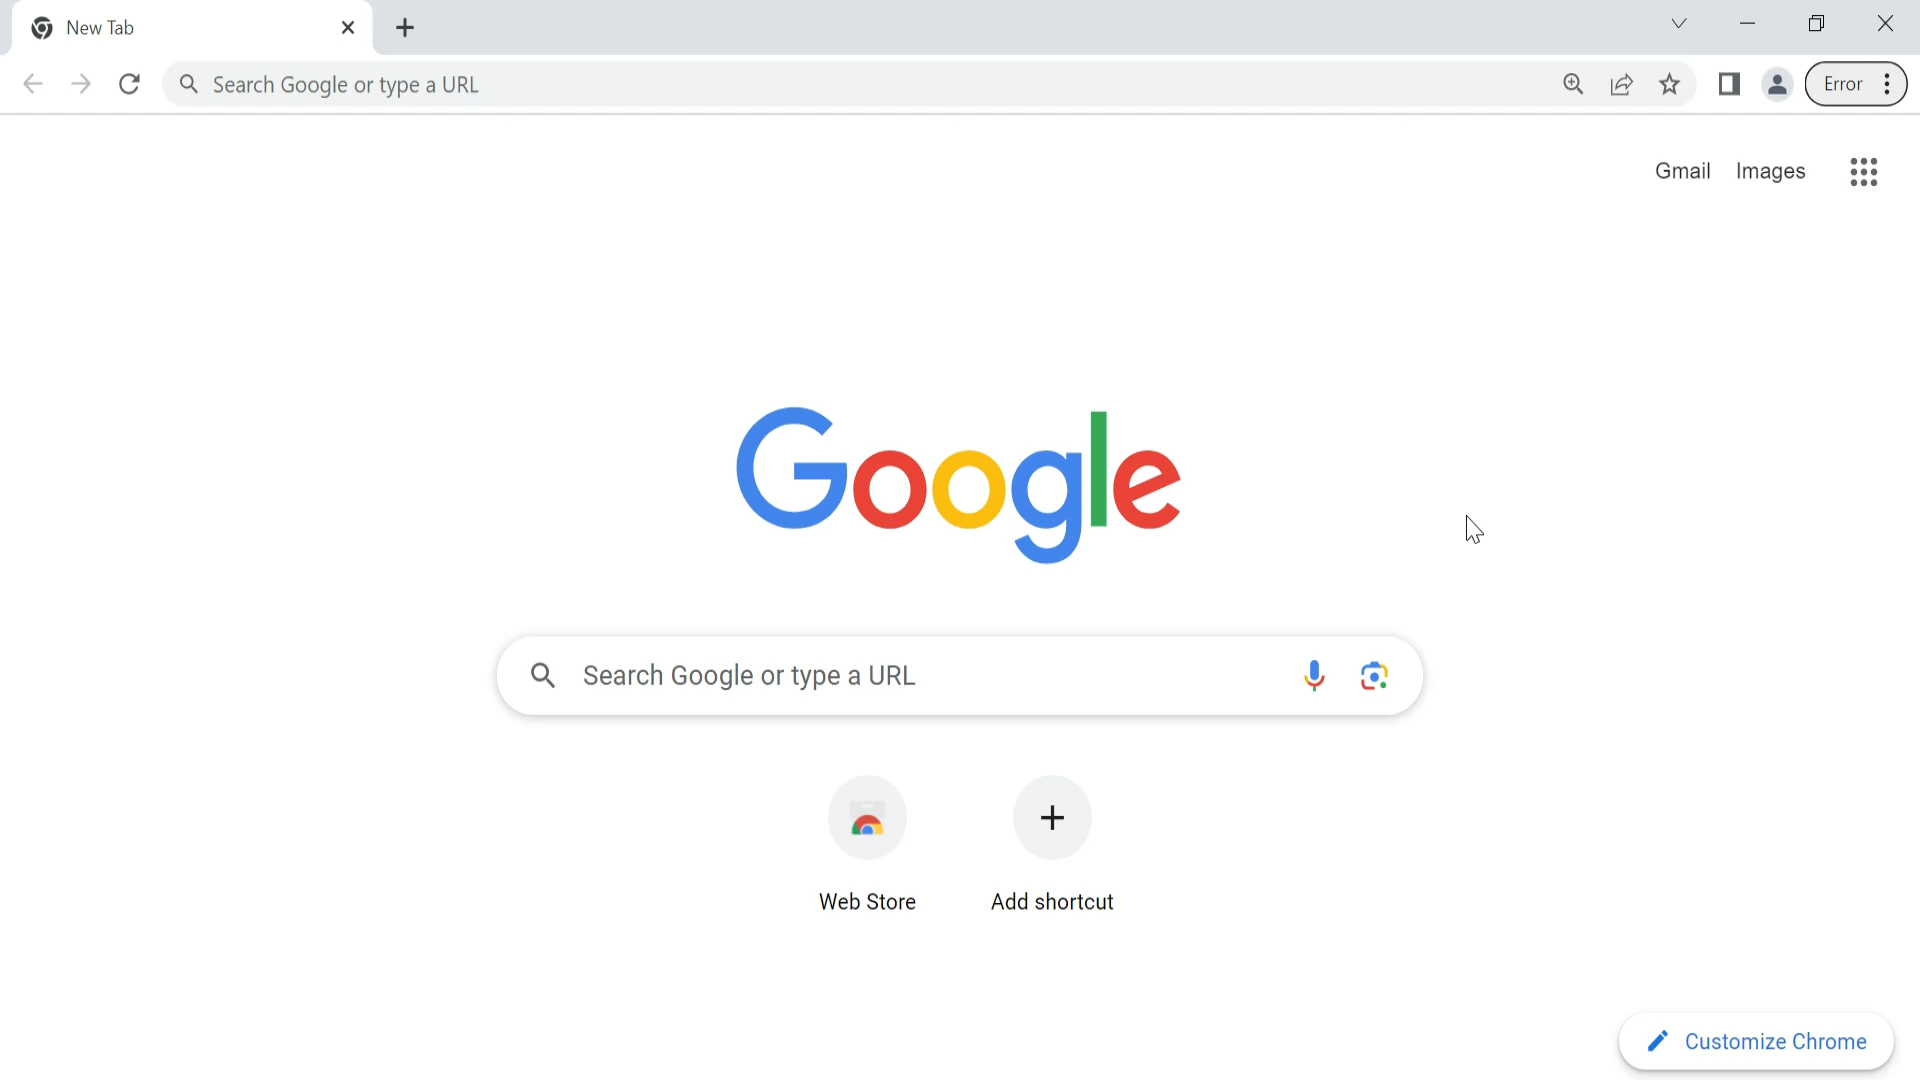 New Tab
Search Google or type a URL
Error
Gmail Images
Google
Search Google or type a URL
Web Store
Add shortcut
Customize Chrome